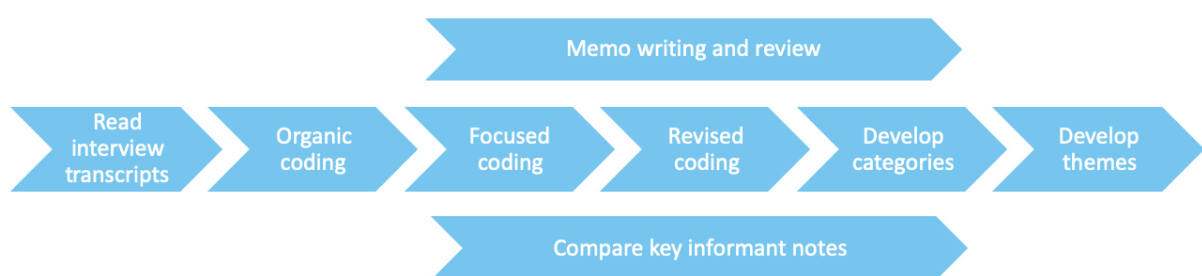 Memo writing and review
Read
interview
transcripts
Organic
coding
Focused
coding
Revised
coding
Develop
categories
Develop
themes
Compare key informant notes